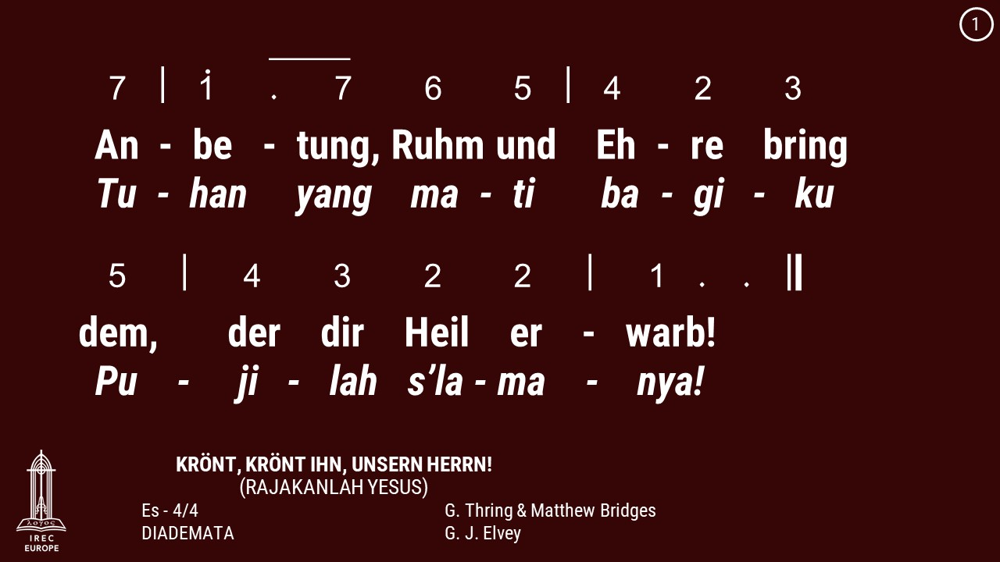 1
7 | 1̇ . 7 6 5 | 4 2 3
An - be - tung, Ruhm und Eh - re bring
Tu - han yang ma - ti ba - gi - ku
5 | 4 3 2 2 | 1 . . ||
dem, der dir Heil er - warb!
Pu - ji - lah s’la - ma - nya!
KRÖNT, KRÖNT IHN, UNSERN HERRN!
(RAJAKANLAH YESUS)
Es - 4/4 G. Thring & Matthew Bridges
DIADEMATA G. J. Elvey
λογος
IREC
EUROPE